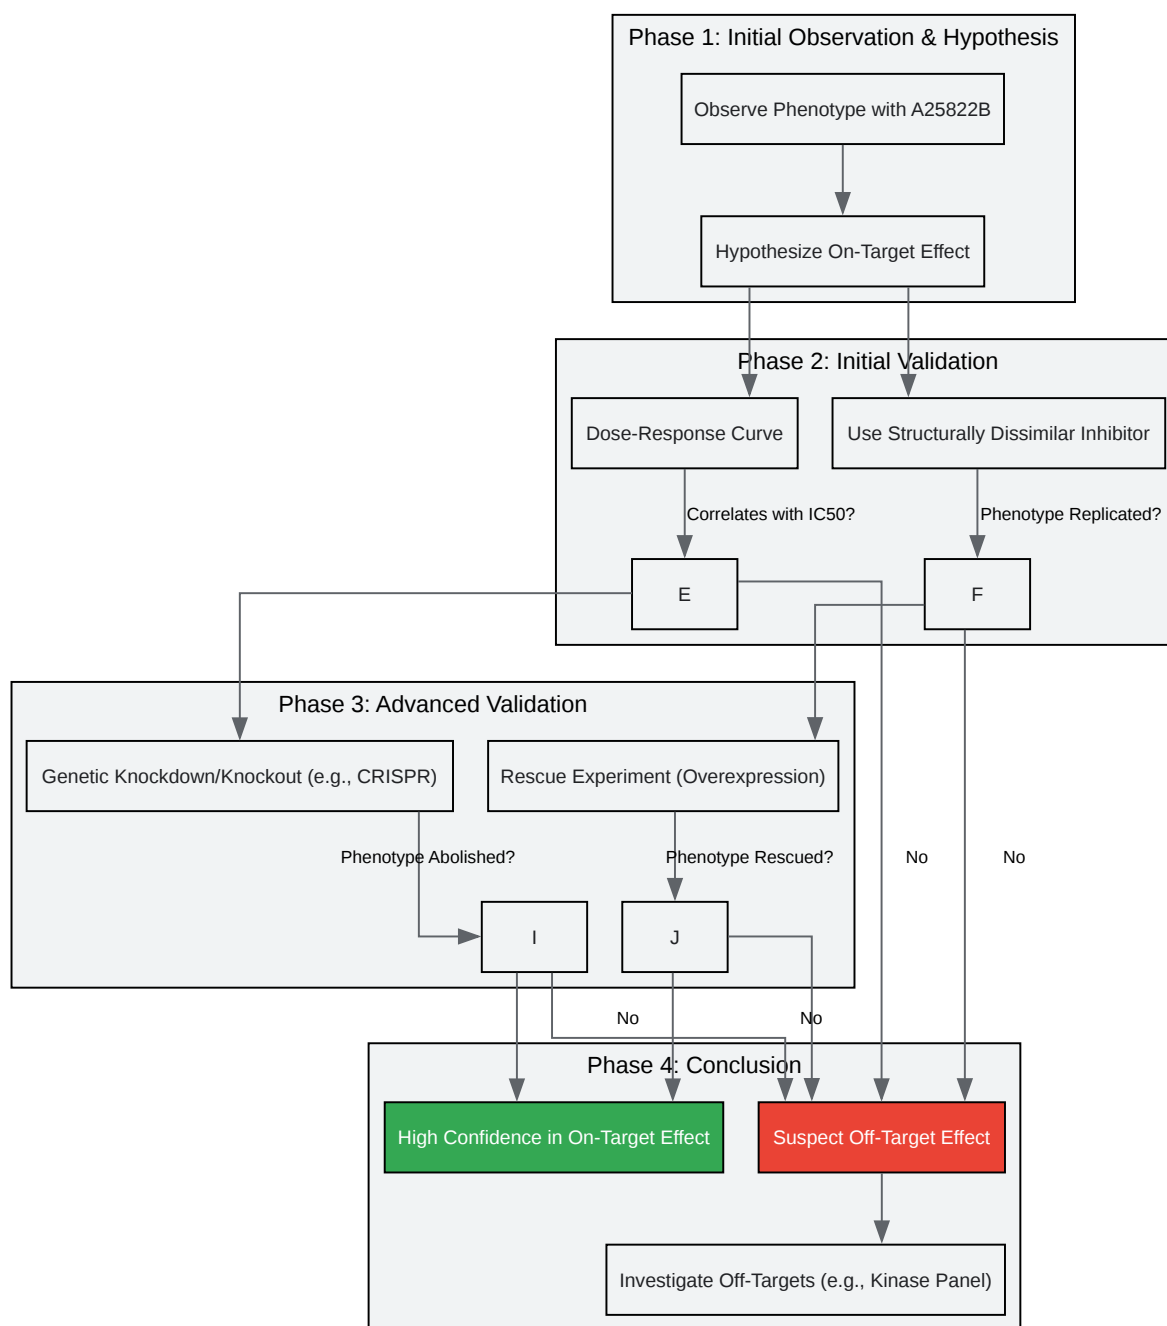 Phase 1: Initial Observation & Hypothesis
Observe Phenotype with A25822B
Hypothesize On-Target Effect
Phase 2: Initial Validation
Dose-Response Curve
Use Structurally Dissimilar Inhibitor
Correlates with IC50?
Phenotype Replicated?
E
F
Phase 3: Advanced Validation
Genetic Knockdown/Knockout (e.g., CRISPR)
Rescue Experiment (Overexpression)
Phenotype Abolished?
Phenotype Rescued?
No
No
I
J
No
No
Phase 4: Conclusion
High Confidence in On-Target Effect
Suspect Off-Target Effect
Investigate Off-Targets (e.g., Kinase Panel)